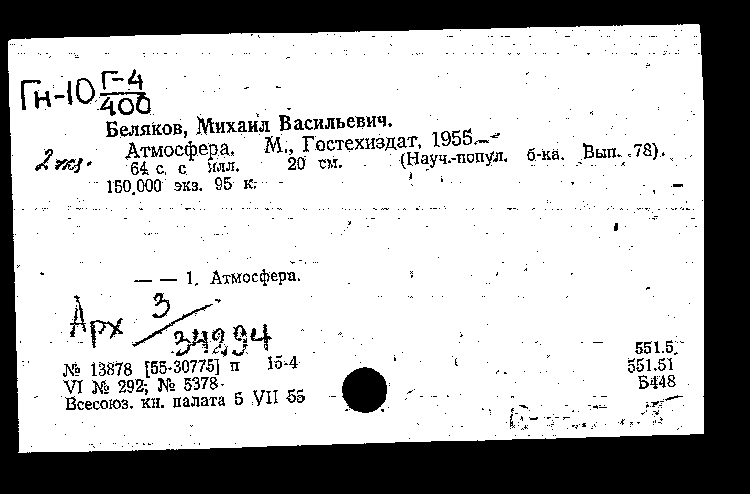 Гн-10 Г-4
400
Беляков, Михаил Васильевич.
2 экз. Атмосфера. М., Гостехиздат, 1955.—
64 с. с илл. 20 см. (Науч.-попул. б-ка. Вып. 78).
150.000 экз. 95 к.
— — 1. Атмосфера.
Арх 3
34294
№ 13878 [55-30775] п 15-4 551.5.
VI № 292; № 5378 551.51
Всесоюз. кн. палата 5 VII 55 Б448